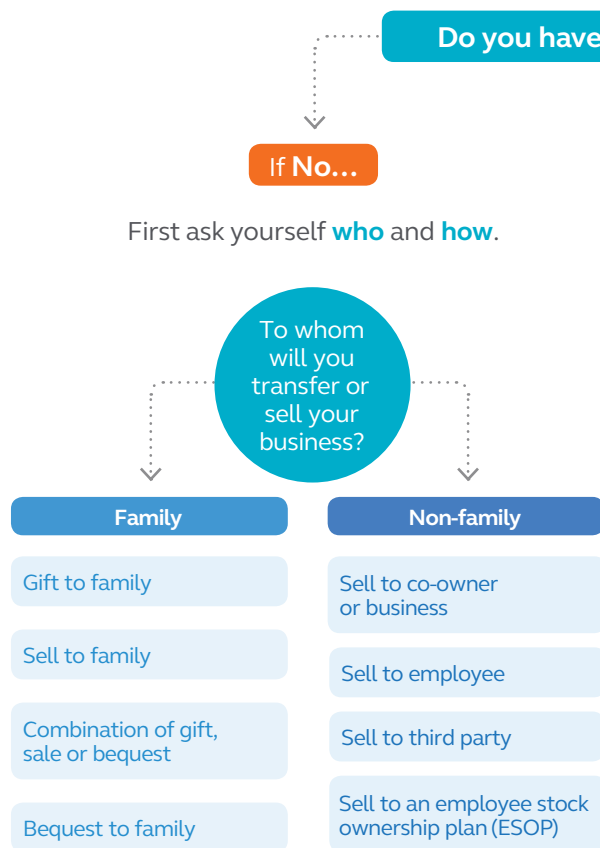 Do you have
If No...
First ask yourself who and how.
To whom
will you
transfer or
sell your
business?
Family
Gift to family
Sell to family
Combination of gift,
sale or bequest
Bequest to family
Non-family
Sell to co-owner
or business
Sell to employee
Sell to third party
Sell to an employee stock
ownership plan (ESOP)